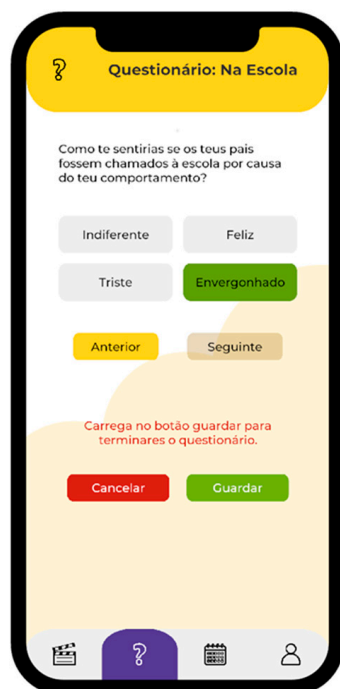 Questionário: Na Escola
Como te sentirias se os teus pais
fossem chamados à escola por causa
do teu comportamento?
Indiferente
Feliz
Triste
Envergonhado
Anterior
Seguinte
Carrega no botão guardar para
terminares o questionário.
Cancelar
Guardar